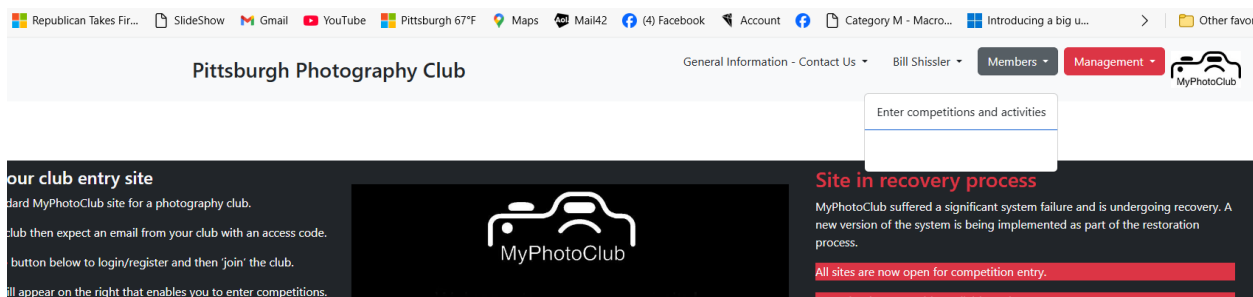 Republican Takes Fir... SlideShow Gmail YouTube Pittsburgh 67°F Maps Aol Mail42 (4) Facebook Account Category M - Macro... Introducing a big u... Other favor
Pittsburgh Photography Club
General Information - Contact Us Bill Shissler Members Management
MyPhotoClub
Enter competitions and activities
our club entry site
dard MyPhotoClub site for a photography club.
club then expect an email from your club with an access code.
button below to login/register and then 'join' the club.
ill appear on the right that enables you to enter competitions.
MyPhotoClub
Site in recovery process
MyPhotoClub suffered a significant system failure and is undergoing recovery. A
new version of the system is being implemented as part of the restoration
process.
All sites are now open for competition entry.